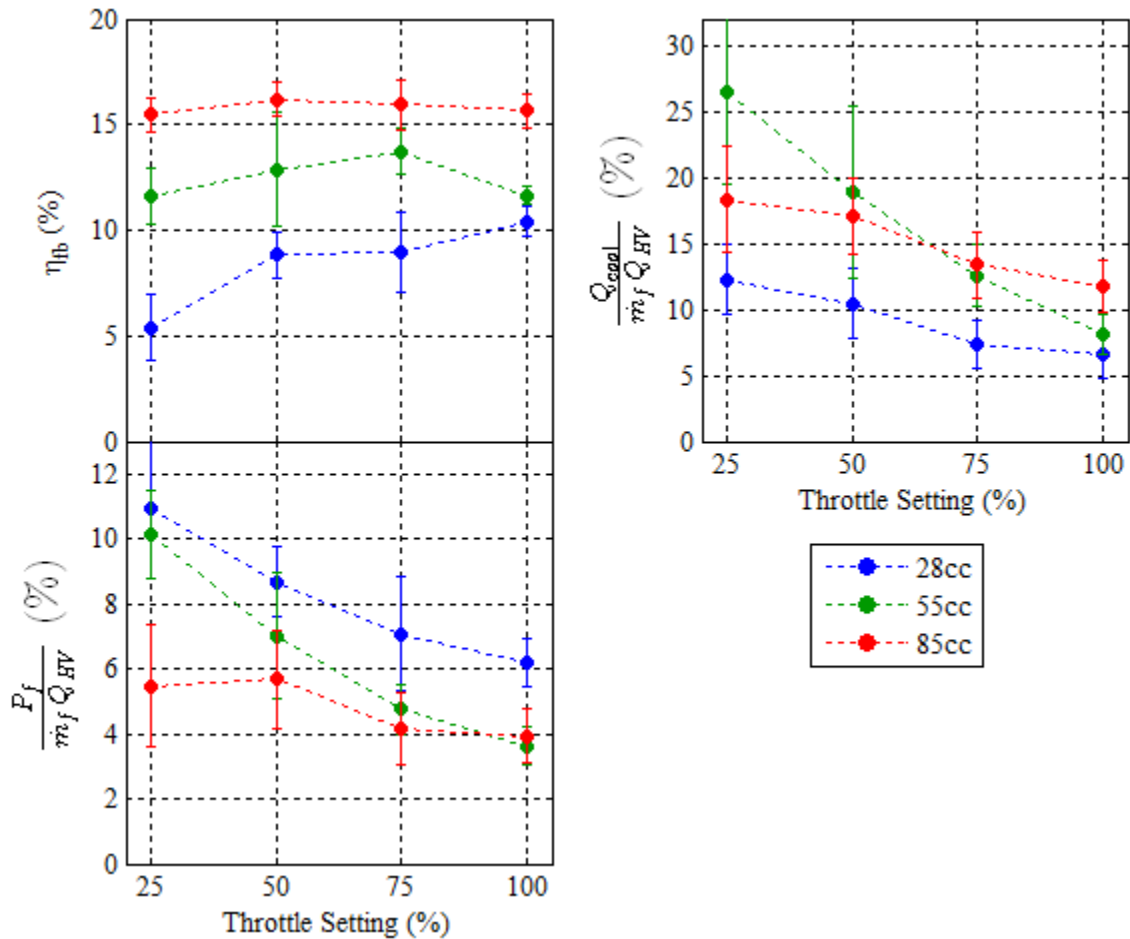 20
15
10
5
0
η_fb (%)
12
10
8
6
4
2
0
P_f / ṁ_f Q_HV (%)
25 50 75 100
Throttle Setting (%)
30
25
20
15
10
5
0
Q̇_cool / ṁ_f Q_HV (%)
25 50 75 100
Throttle Setting (%)
28cc
55cc
85cc